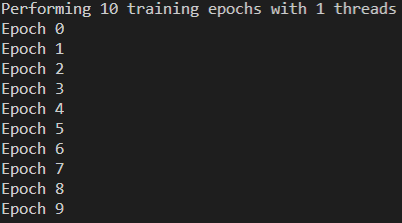 Performing 10 training epochs with 1 threads
Epoch 0
Epoch 1
Epoch 2
Epoch 3
Epoch 4
Epoch 5
Epoch 6
Epoch 7
Epoch 8
Epoch 9